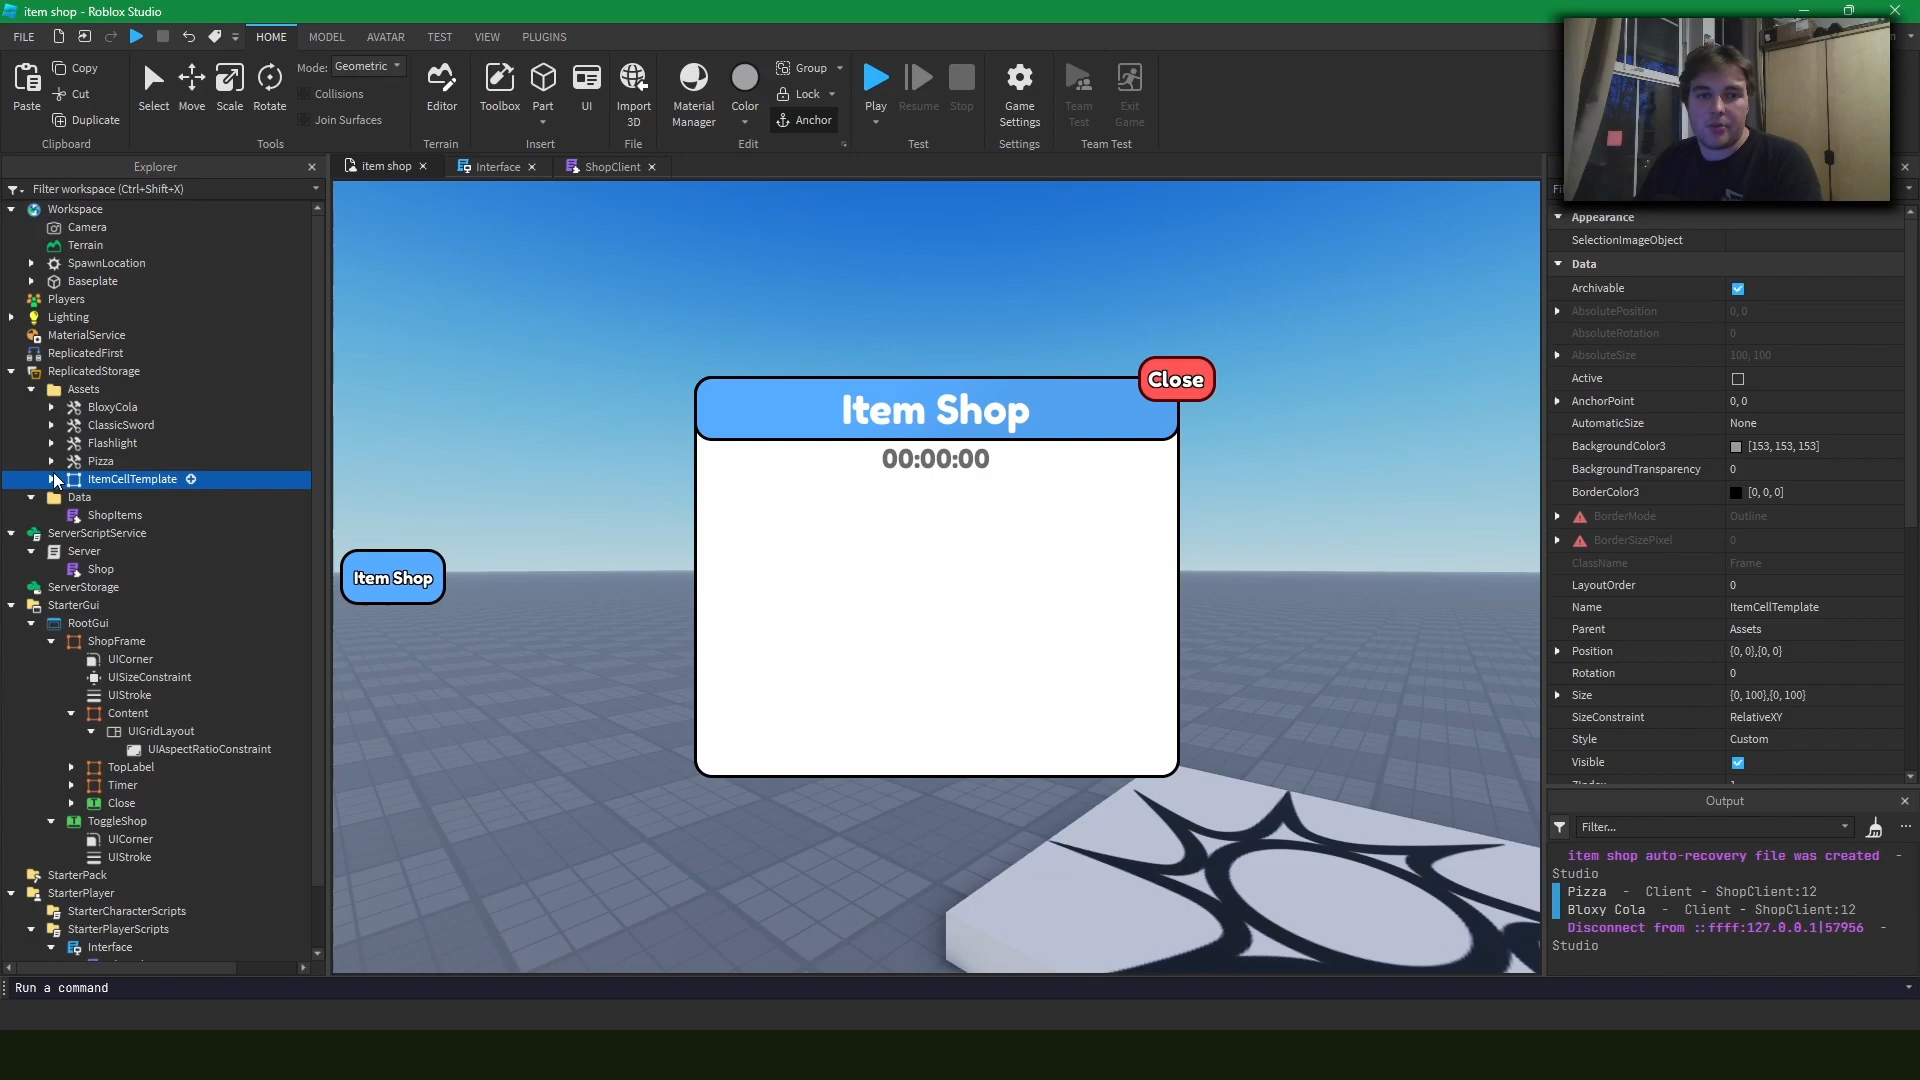 item shop - Roblox Studio
FILE
HOME
MODEL
AVATAR
TEST
VIEW
PLUGINS
Paste
Copy
Cut
Duplicate
Clipboard
Select
Move
Scale
Rotate
Mode:
Geometric
Collisions
Join Surfaces
Tools
Editor
Terrain
Toolbox
Part
UI
Insert
Import
3D
File
Material
Manager
Color
Group
Lock
Anchor
Edit
Play
Resume
Stop
Test
Game
Settings
Settings
Team
Test
Exit
Game
Team Test
Explorer
Filter workspace (Ctrl+Shift+X)
Workspace
Camera
Terrain
SpawnLocation
Baseplate
Players
Lighting
MaterialService
ReplicatedFirst
ReplicatedStorage
Assets
BloxyCola
ClassicSword
Flashlight
Pizza
ItemCellTemplate
Data
ShopItems
ServerScriptService
Server
Shop
ServerStorage
StarterGui
RootGui
ShopFrame
UICorner
UISizeConstraint
UIStroke
Content
UIGridLayout
UIAspectRatioConstraint
TopLabel
Timer
Close
ToggleShop
UICorner
UIStroke
StarterPack
StarterPlayer
StarterCharacterScripts
StarterPlayerScripts
Interface
item shop
Interface
ShopClient
Close
Item Shop
00:00:00
Item Shop
Appearance
SelectionImageObject
Data
Archivable
AbsolutePosition 0, 0
AbsoluteRotation 0
AbsoluteSize 100, 100
Active
AnchorPoint 0, 0
AutomaticSize None
BackgroundColor3 [153, 153, 153]
BackgroundTransparency 0
BorderColor3 [0, 0, 0]
BorderMode Outline
BorderSizePixel 0
ClassName Frame
LayoutOrder 0
Name ItemCellTemplate
Parent Assets
Position {0, 0},{0, 0}
Rotation 0
Size {0, 100},{0, 100}
SizeConstraint RelativeXY
Style Custom
Visible
Output
Filter...
item shop auto-recovery file was created -
Studio
Pizza - Client - ShopClient:12
Bloxy Cola - Client - ShopClient:12
Disconnect from ::ffff:127.0.0.1|57956 -
Studio
Run a command